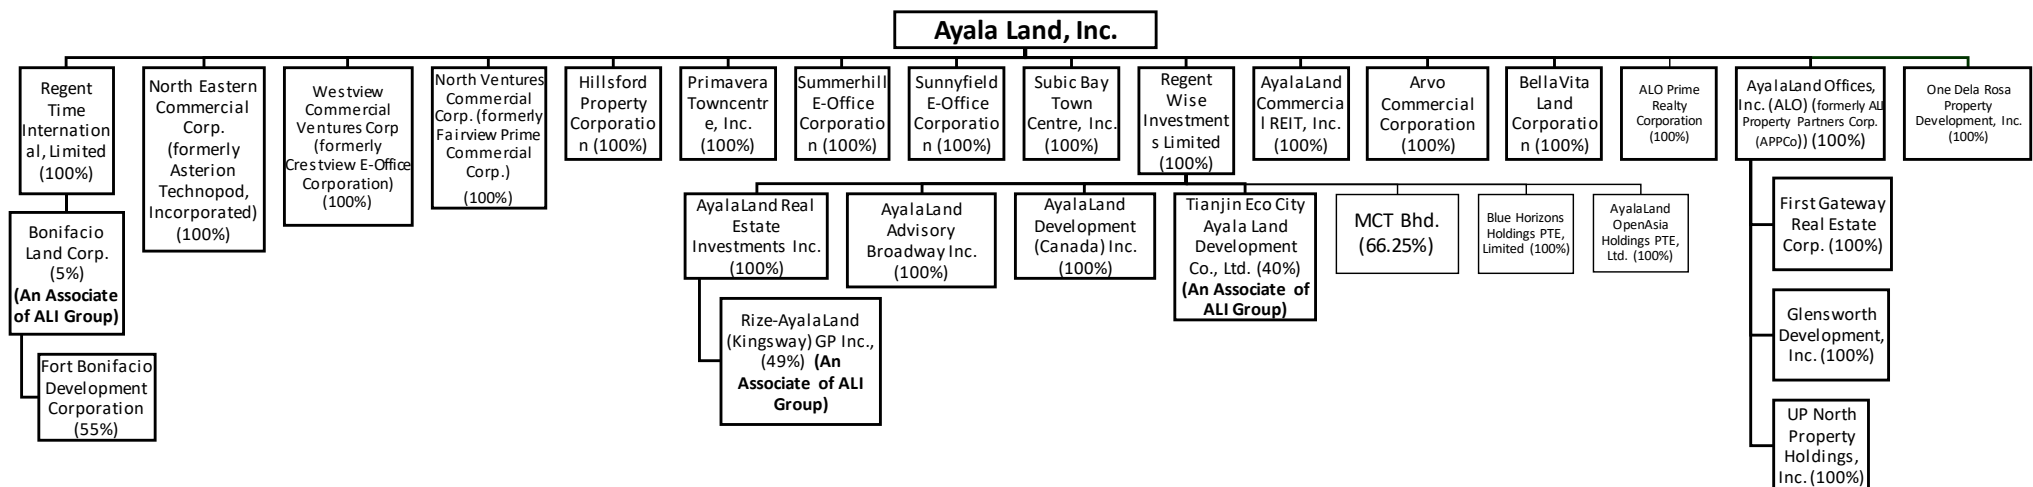 Ayala Land, Inc.
Regent
Time
Internation
al, Limited
(100%)
North Eastern
Commercial
Corp.
(formerly
Asterion
Technopod,
Incorporated)
(100%)
Westview
Commercial
Ventures Corp
(formerly
Crestview E-Office
Corporation)
(100%)
North Ventures
Commercial
Corp. (formerly
Fairview Prime
Commercial
Corp.)
(100%)
Hillsford
Property
Corporatio
n (100%)
Primavera
Towncentr
e, Inc.
(100%)
Summerhill
E-Office
Corporatio
n (100%)
Sunnyfield
E-Office
Corporatio
n (100%)
Subic Bay
Town
Centre, Inc.
(100%)
Regent
Wise
Investment
s Limited
(100%)
AyalaLand
Commercia
l REIT, Inc.
(100%)
Arvo
Commercial
Corporation
(100%)
BellaVita
Land
Corporatio
n (100%)
ALO Prime
Realty
Corporation
(100%)
AyalaLand Offices,
Inc. (ALO) (formerly ALI
Property Partners Corp.
(APPCo)) (100%)
One Dela Rosa
Property
Development, Inc.
(100%)
Bonifacio
Land Corp.
(5%)
(An Associate
of ALI Group)
Fort Bonifacio
Development
Corporation
(55%)
AyalaLand Real
Estate
Investments Inc.
(100%)
AyalaLand
Advisory
Broadway Inc.
(100%)
AyalaLand
Development
(Canada) Inc.
(100%)
Tianjin Eco City
Ayala Land
Development
Co., Ltd. (40%)
(An Associate of
ALI Group)
MCT Bhd.
(66.25%)
Blue Horizons
Holdings PTE,
Limited (100%)
AyalaLand
OpenAsia
Holdings PTE,
Ltd. (100%)
Rize-AyalaLand
(Kingsway) GP Inc.,
(49%) (An
Associate of ALI
Group)
First Gateway
Real Estate
Corp. (100%)
Glensworth
Development,
Inc. (100%)
UP North
Property
Holdings,
Inc. (100%)